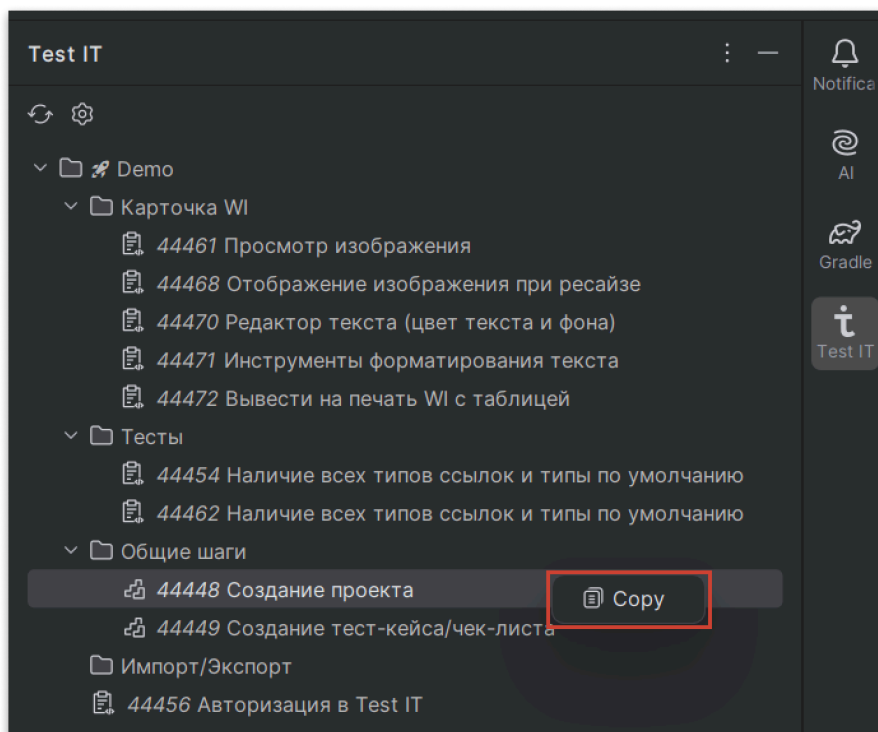 Test IT
Notifica
AI
Gradle
Test IT
Demo
Карточка WI
44461 Просмотр изображения
44468 Отображение изображения при ресайзе
44470 Редактор текста (цвет текста и фона)
44471 Инструменты форматирования текста
44472 Вывести на печать WI с таблицей
Тесты
44454 Наличие всех типов ссылок и типы по умолчанию
44462 Наличие всех типов ссылок и типы по умолчанию
Общие шаги
44448 Создание проекта
Copy
44449 Создание тест-кейса/чек-листа
Импорт/Экспорт
44456 Авторизация в Test IT